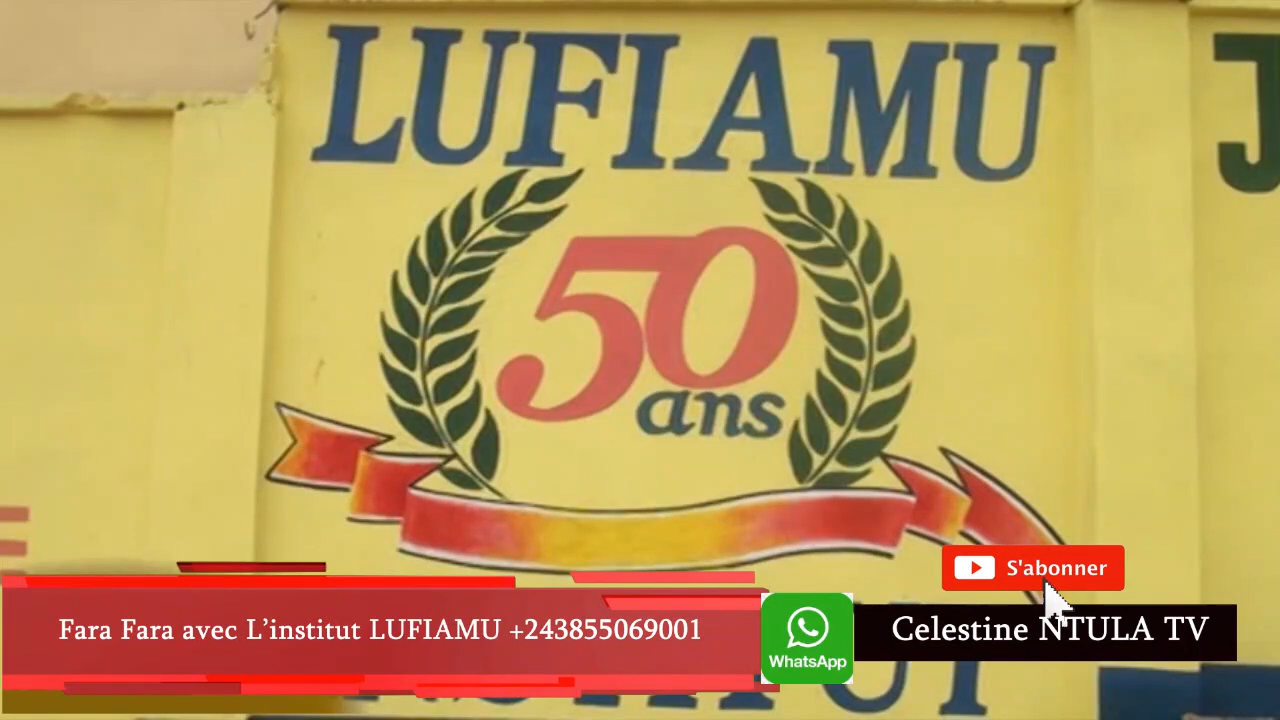 LUFIAMU
J
50
ans
S'abonner
Fara Fara avec L’institut LUFIAMU +243855069001
WhatsApp
Celestine NTULA TV